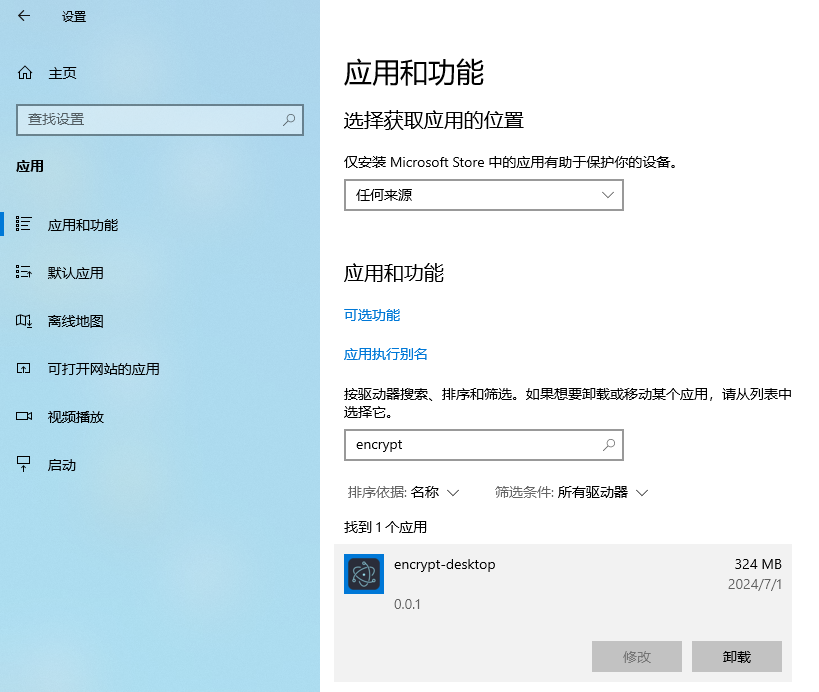 设置
主页
查找设置
应用
应用和功能
默认应用
离线地图
可打开网站的应用
视频播放
启动
应用和功能
选择获取应用的位置
仅安装 Microsoft Store 中的应用有助于保护你的设备。
任何来源
应用和功能
可选功能
应用执行别名
按驱动器搜索、排序和筛选。如果想要卸载或移动某个应用，请从列表中
选择它。
encrypt
排序依据: 名称 筛选条件: 所有驱动器
找到 1 个应用
encrypt-desktop 324 MB
2024/7/1
0.0.1
修改 卸载